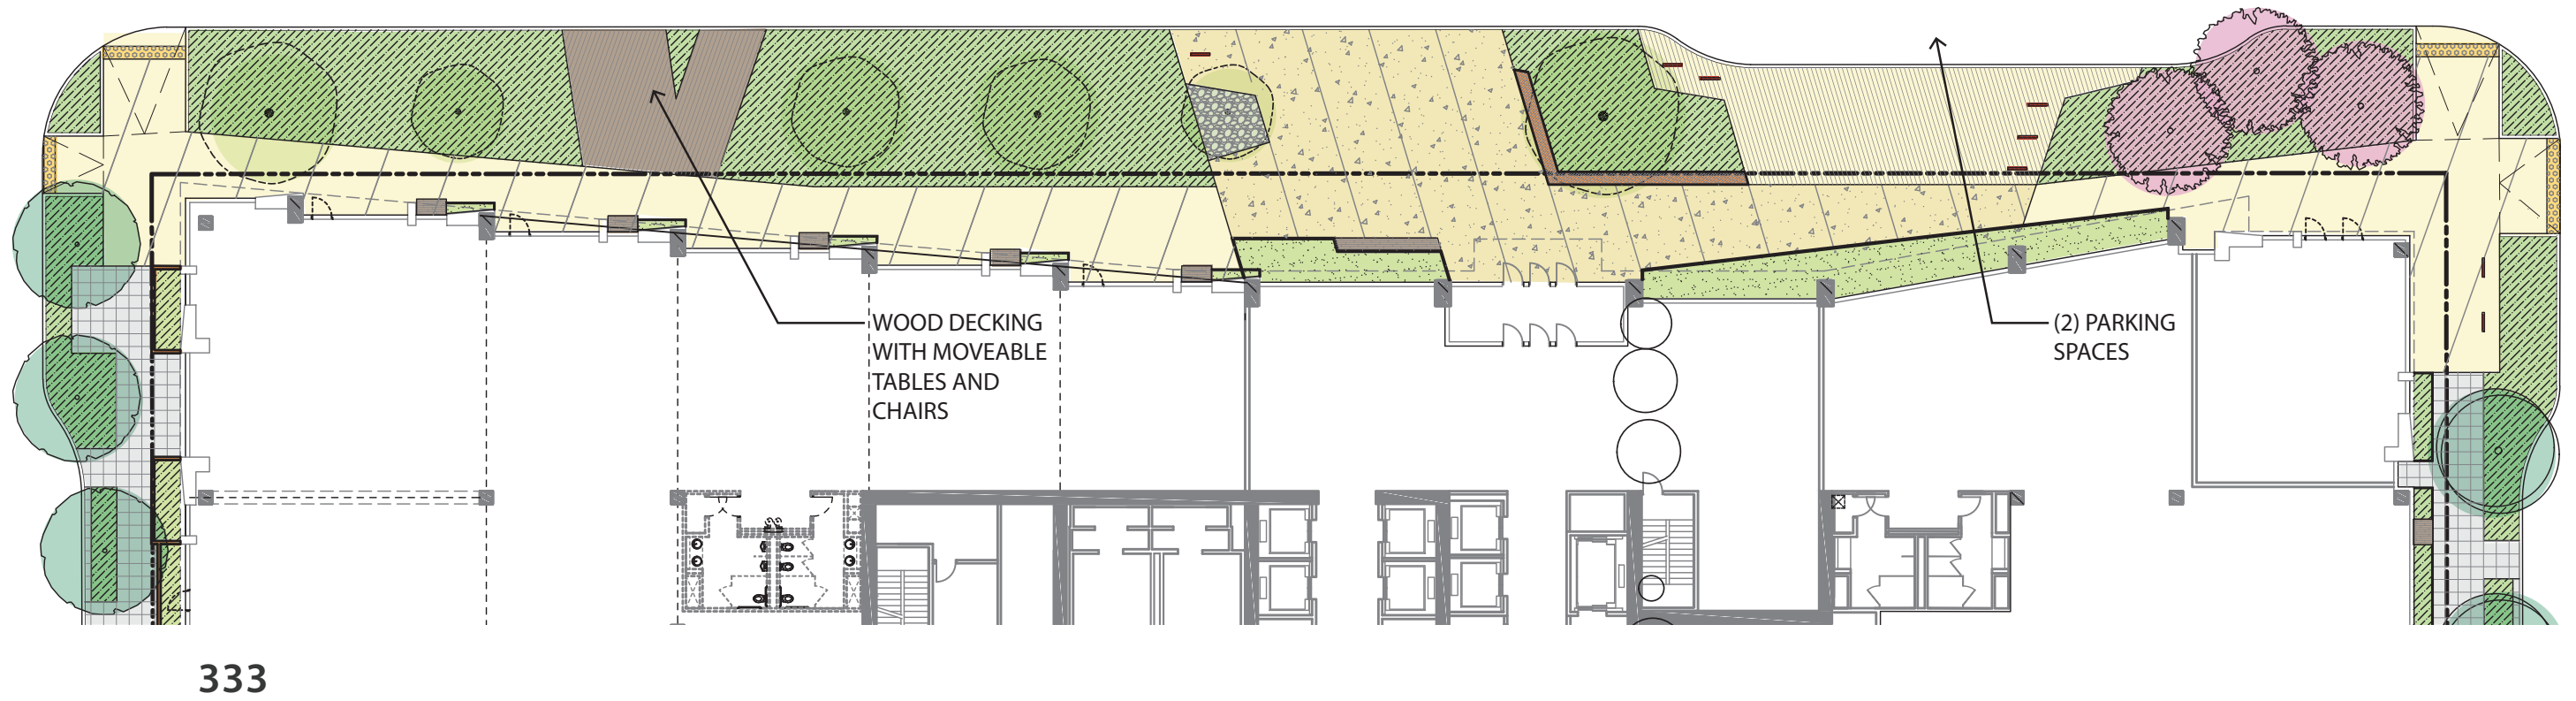 WOOD DECKING
WITH MOVEABLE
TABLES AND
CHAIRS
(2) PARKING
SPACES
333